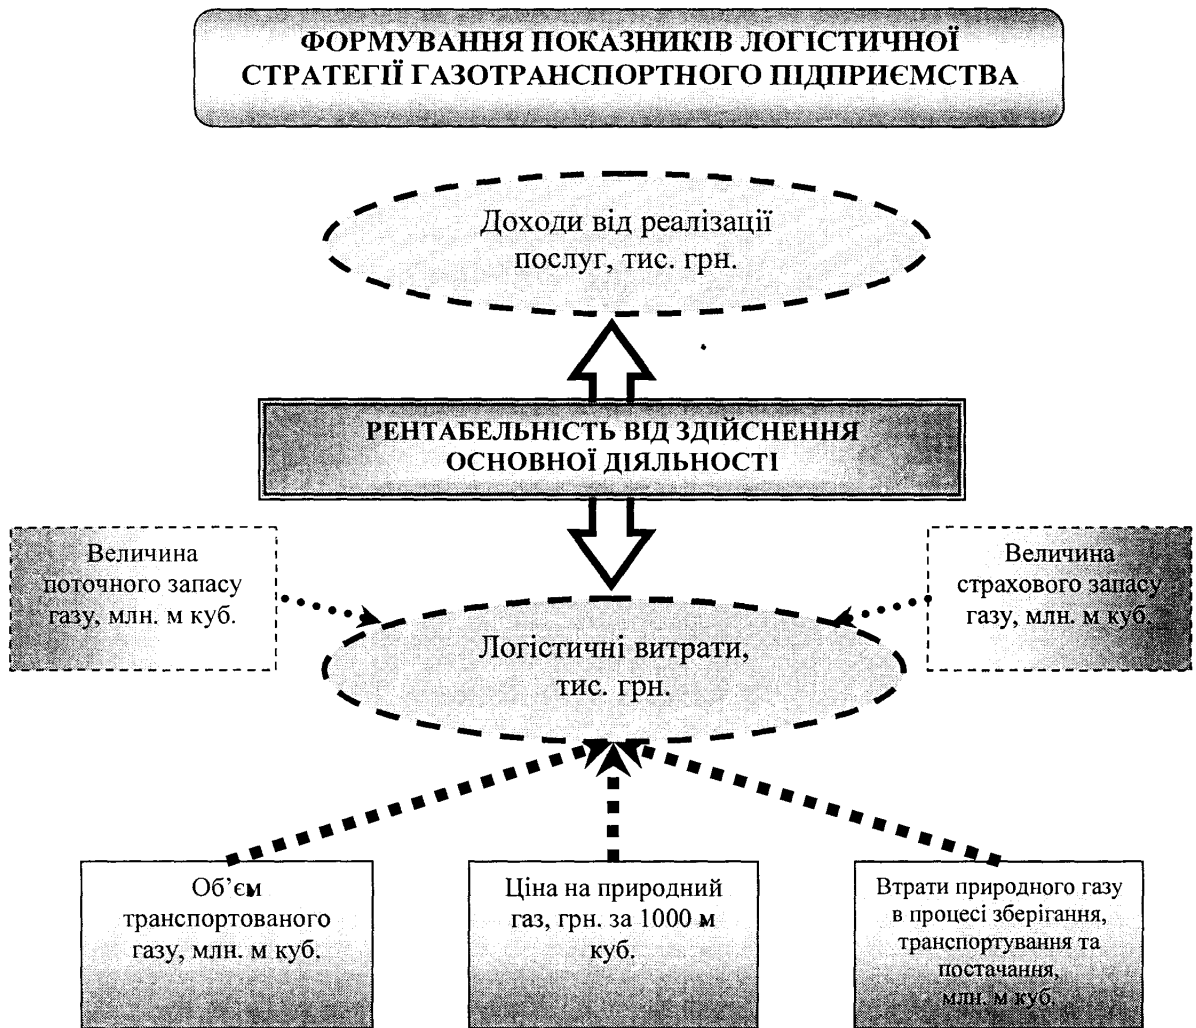 ФОРМУВАННЯ ПОКАЗНИКІВ ЛОГІСТИЧНОЇ
СТРАТЕГІЇ ГАЗОТРАНСПОРТНОГО ПІДПРИЄМСТВА
Доходи від реалізації
послуг, тис. грн.
РЕНТАБЕЛЬНІСТЬ ВІД ЗДІЙСНЕННЯ
ОСНОВНОЇ ДІЯЛЬНОСТІ
Величина
поточного запасу
газу, млн. м куб.
Величина
страхового запасу
газу, млн. м куб.
Логістичні витрати,
тис. грн.
Об’єм
транспортованого
газу, млн. м куб.
Ціна на природний
газ, грн. за 1000 м
куб.
Втрати природного газу
в процесі зберігання,
транспортування та
постачання,
млн. м куб.